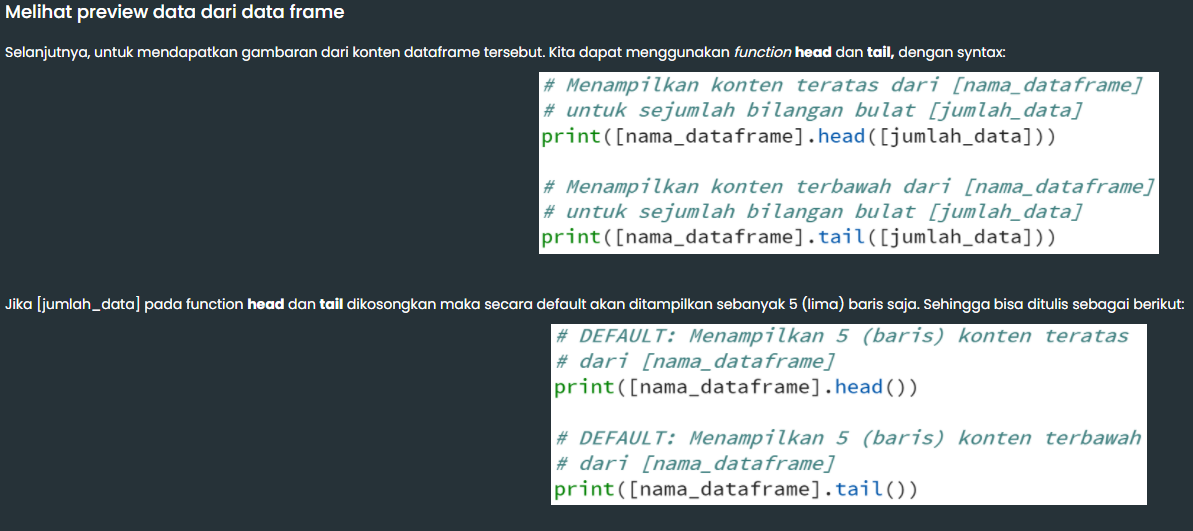 Melihat preview data dari data frame
Selanjutnya, untuk mendapatkan gambaran dari konten dataframe tersebut. Kita dapat menggunakan function head dan tail, dengan syntax:
# Menampilkan konten teratas dari [nama_dataframe]
# untuk sejumlah bilangan bulat [jumlah_data]
print([nama_dataframe].head([jumlah_data]))
# Menampilkan konten terbawah dari [nama_dataframe]
# untuk sejumlah bilangan bulat [jumlah_data]
print([nama_dataframe].tail([jumlah_data]))
Jika [jumlah_data] pada function head dan tail dikosongkan maka secara default akan ditampilkan sebanyak 5 (lima) baris saja. Sehingga bisa ditulis sebagai berikut:
# DEFAULT: Menampilkan 5 (baris) konten teratas
# dari [nama_dataframe]
print([nama_dataframe].head())
# DEFAULT: Menampilkan 5 (baris) konten terbawah
# dari [nama_dataframe]
print([nama_dataframe].tail())